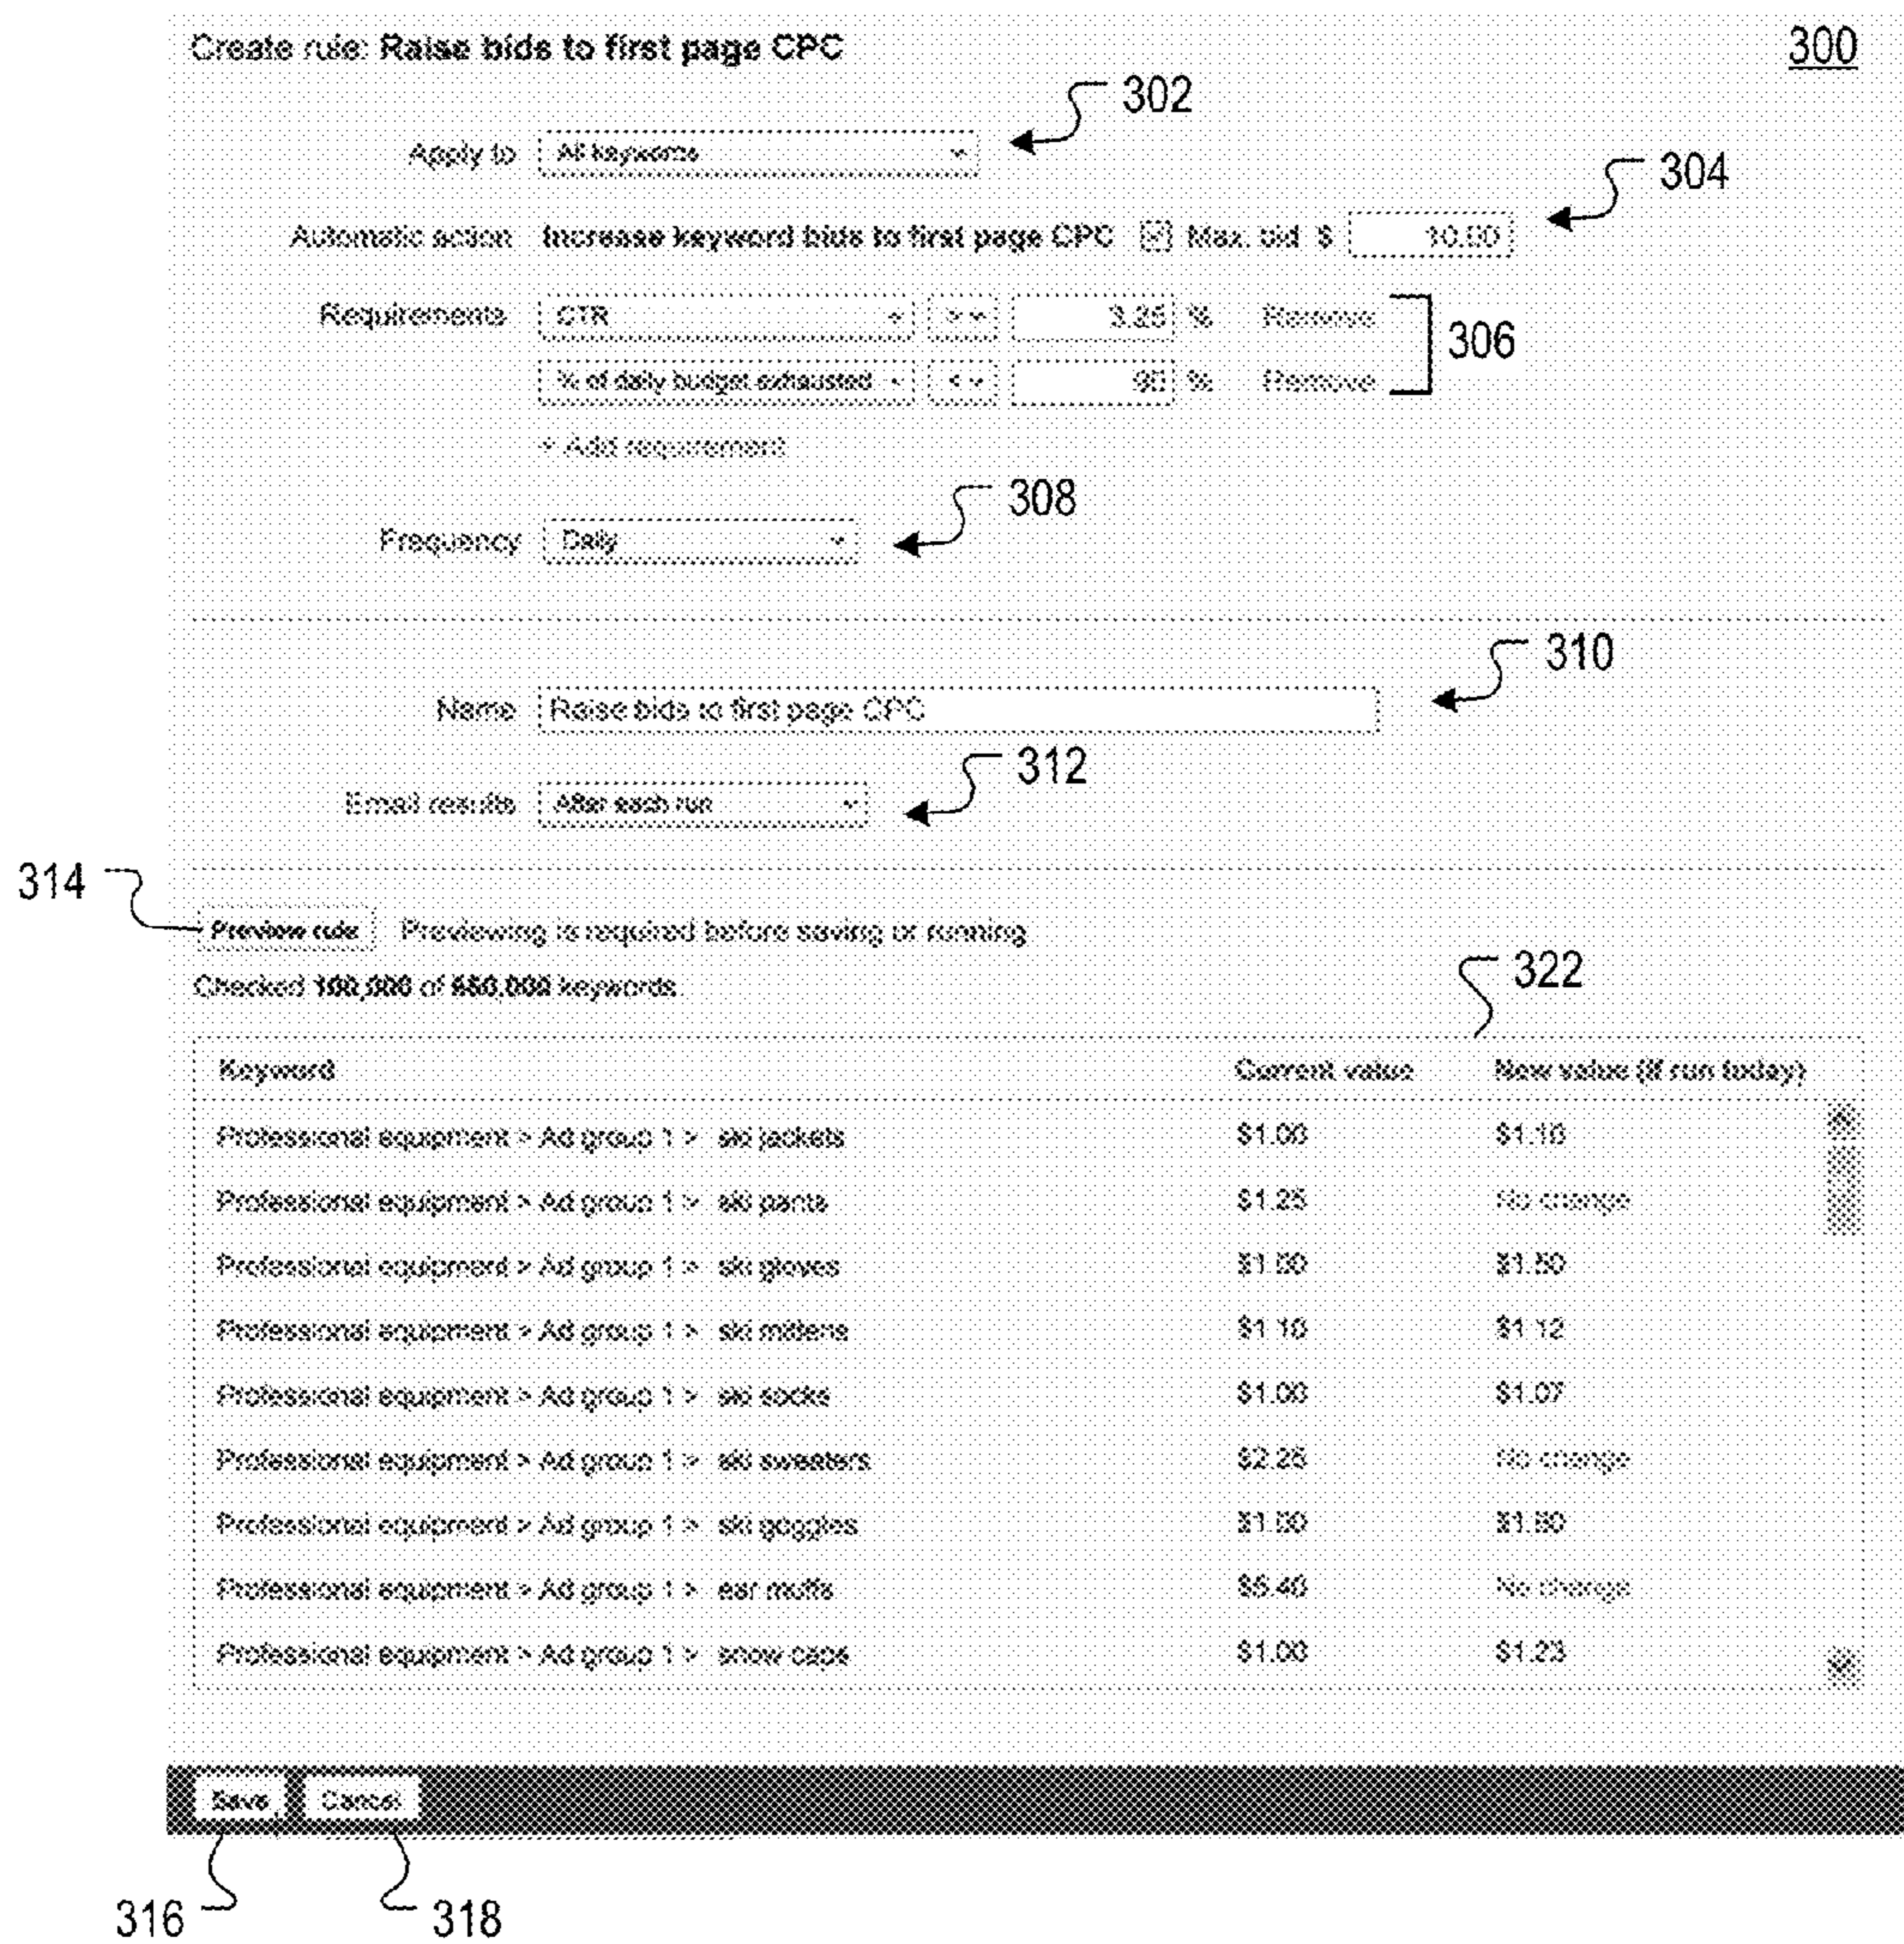 Create rule: Raise bids to first page CPC 300
302
Apply to All keywords
304
Automatic action Increase keyword bids to first page CPC Max. bid $ 10.00
Requirements CTR > 3.25 % Remove
306
% of daily budget exhausted < % Remove
+ Add requirement
308
Frequency Daily
310
Name Raise bids to first page CPC
312
Email results After each run
314
Preview rule Previewing is required before saving or running
Checked 100,000 of keywords
322
Keyword Current value New value (if run today)
Professional equipment > Ad group 1 > ski jackets $1.00 $1.10
Professional equipment > Ad group 1 > ski pants $1.25 No change
Professional equipment > Ad group 1 > ski gloves $1.00 $1.50
Professional equipment > Ad group 1 > ski mittens $1.10 $1.12
Professional equipment > Ad group 1 > ski socks $1.00 $1.07
Professional equipment > Ad group 1 > ski sweaters $2.25 No change
Professional equipment > Ad group 1 > ski goggles $1.00
Professional equipment > Ad group 1 > ear muffs No change
Professional equipment > Ad group 1 > snow caps $1.00 $1.23
Save Cancel
316 318